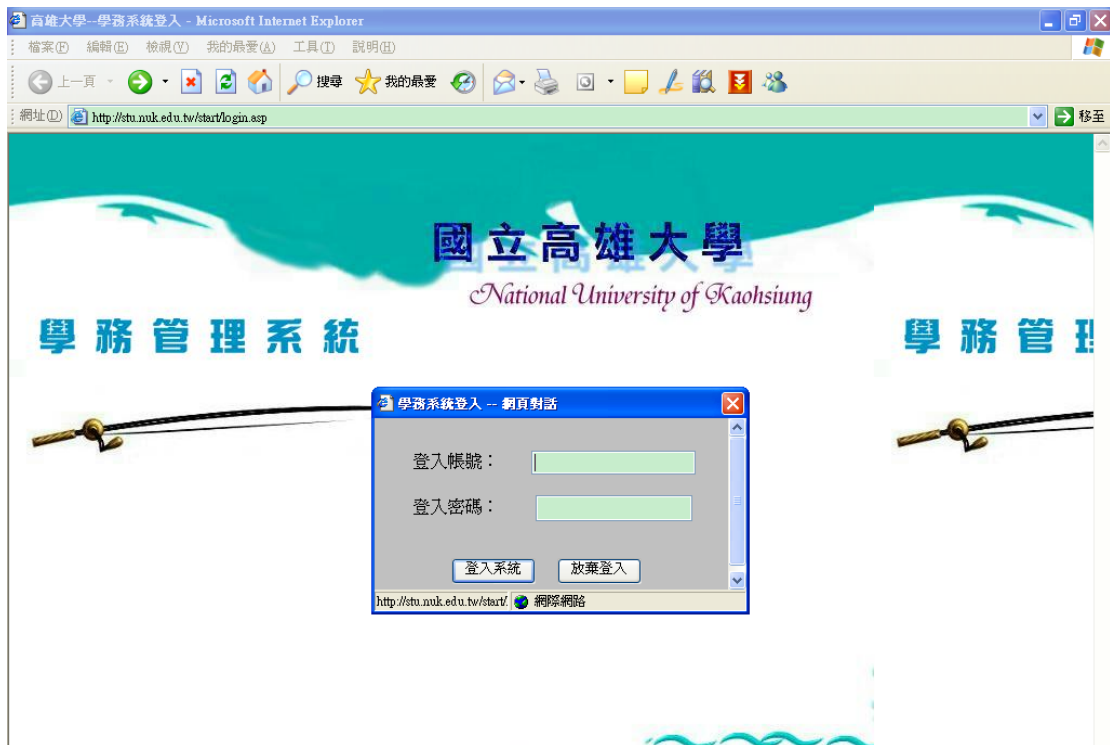 高雄大學--學務系統登入 - Microsoft Internet Explorer
檔案(F) 編輯(E) 檢視(V) 我的最愛(A) 工具(T) 説明(H)
上一頁 搜尋 我的最愛
網址(D) http://stu.nuk.edu.tw/start/login.asp 移至
國立高雄大學
National University of Kaohsiung
學務管理系統 學務管
學務系統登入 -- 網頁對話
登入帳號：
登入密碼：
登入系統 放棄登入
http://stu.nuk.edu.tw/start/. 網際網路